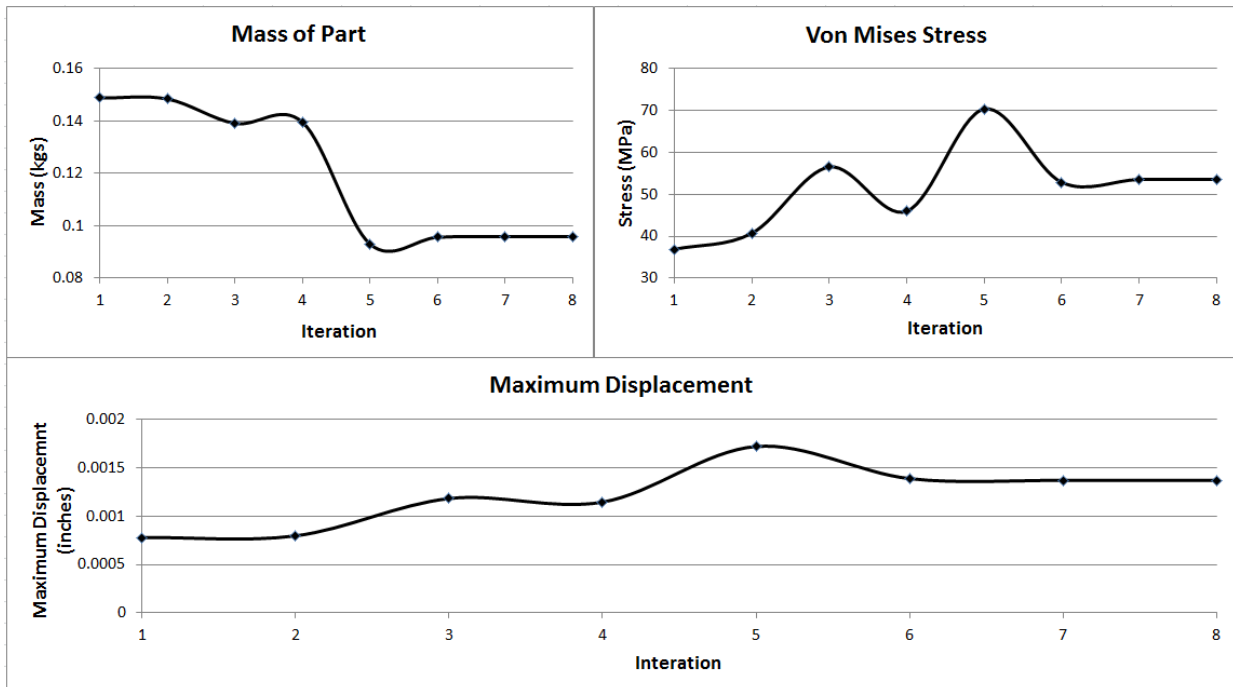 Mass of Part
Mass (kgs)
0.16
0.14
0.12
0.1
0.08
1 2 3 4 5 6 7 8
Iteration
Von Mises Stress
Stress (MPa)
80
70
60
50
40
30
1 2 3 4 5 6 7 8
Iteration
Maximum Displacement
Maximum Displacemnt
(inches)
0.002
0.0015
0.001
0.0005
0
1 2 3 4 5 6 7 8
Interation